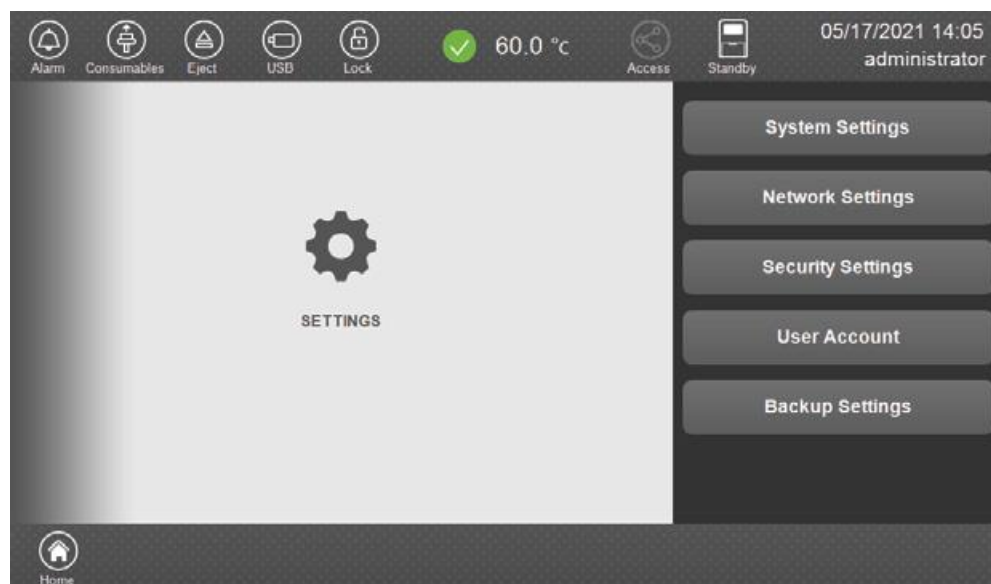 Alarm
Consumables
Eject
USB
Lock
60.0 °c
Access
Standby
05/17/2021 14:05
administrator
System Settings
Network Settings
Security Settings
User Account
Backup Settings
SETTINGS
Home